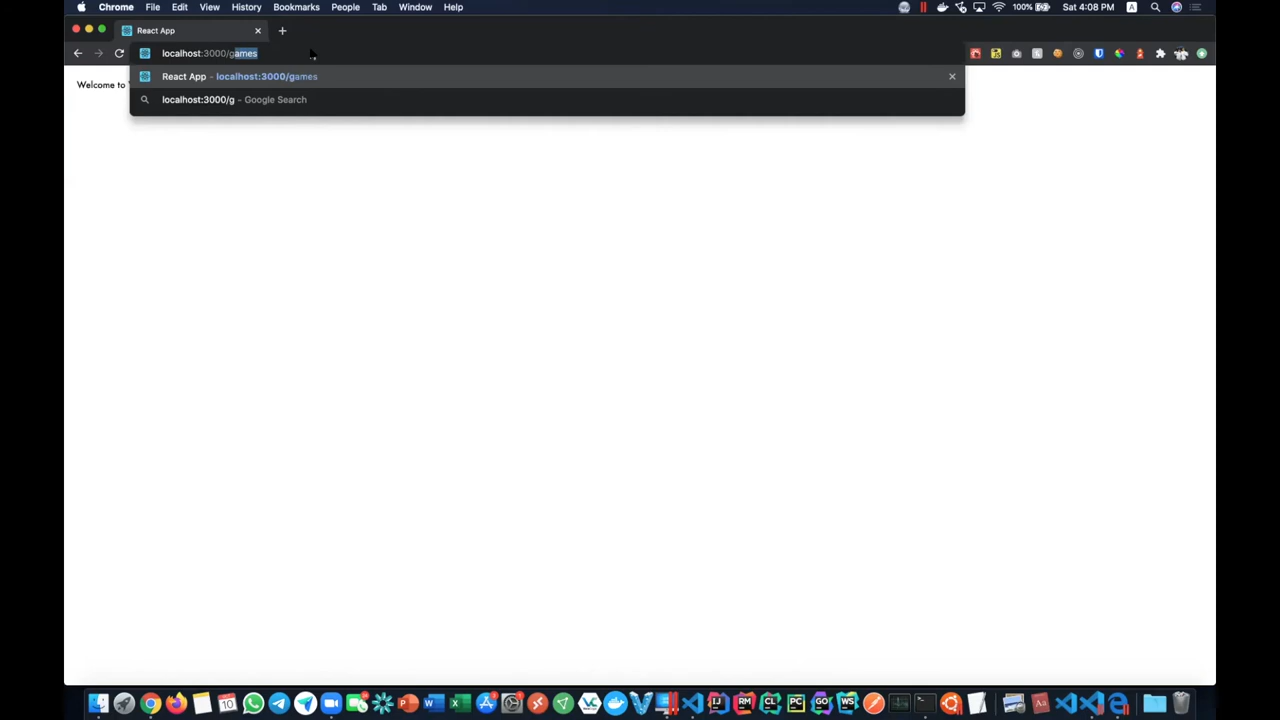 Chrome File Edit View History Bookmarks People Tab Window Help 100% Sat 4:08 PM A
React App
localhost:3000/games
React App - localhost:3000/games
localhost:3000/g - Google Search
Welcome to